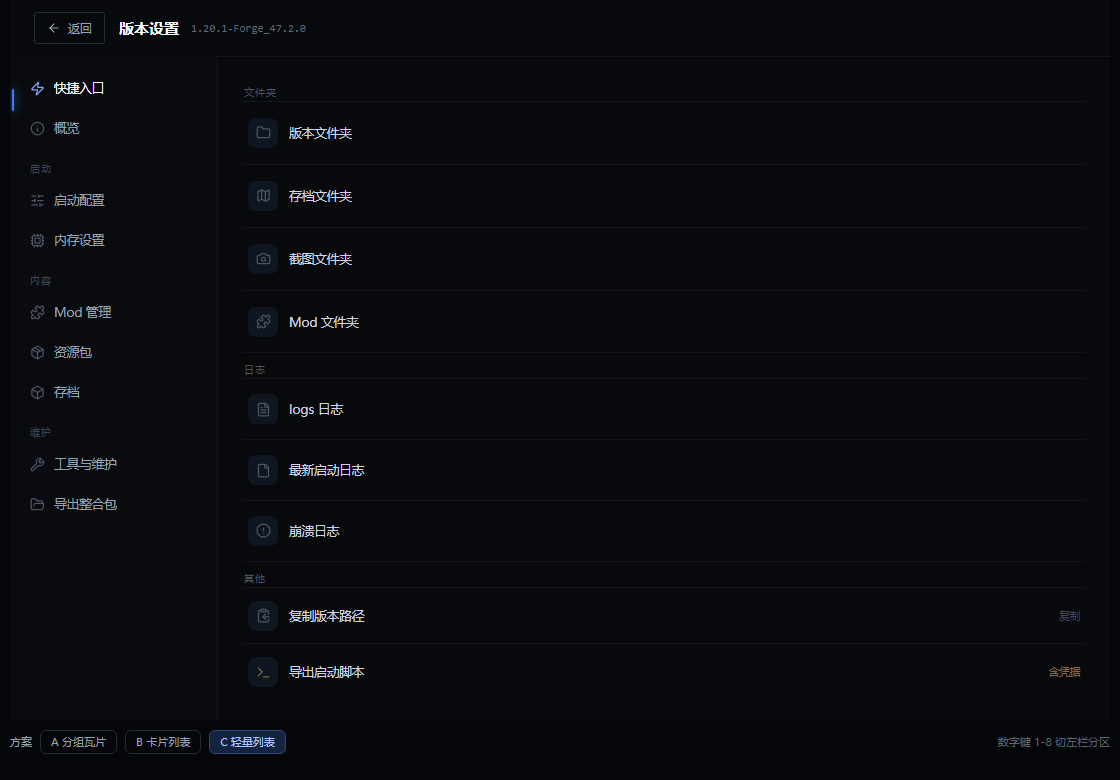 返回
版本设置 1.20.1-Forge_47.2.0
快捷入口
概览
启动
启动配置
内存设置
内容
Mod 管理
资源包
存档
维护
工具与维护
导出整合包
文件夹
版本文件夹
存档文件夹
截图文件夹
Mod 文件夹
日志
logs 日志
最新启动日志
崩溃日志
其他
复制版本路径 复制
导出启动脚本 含凭据
方案 A 分组瓦片 B 卡片列表 C 轻量列表 数字键 1-8 切左栏分区